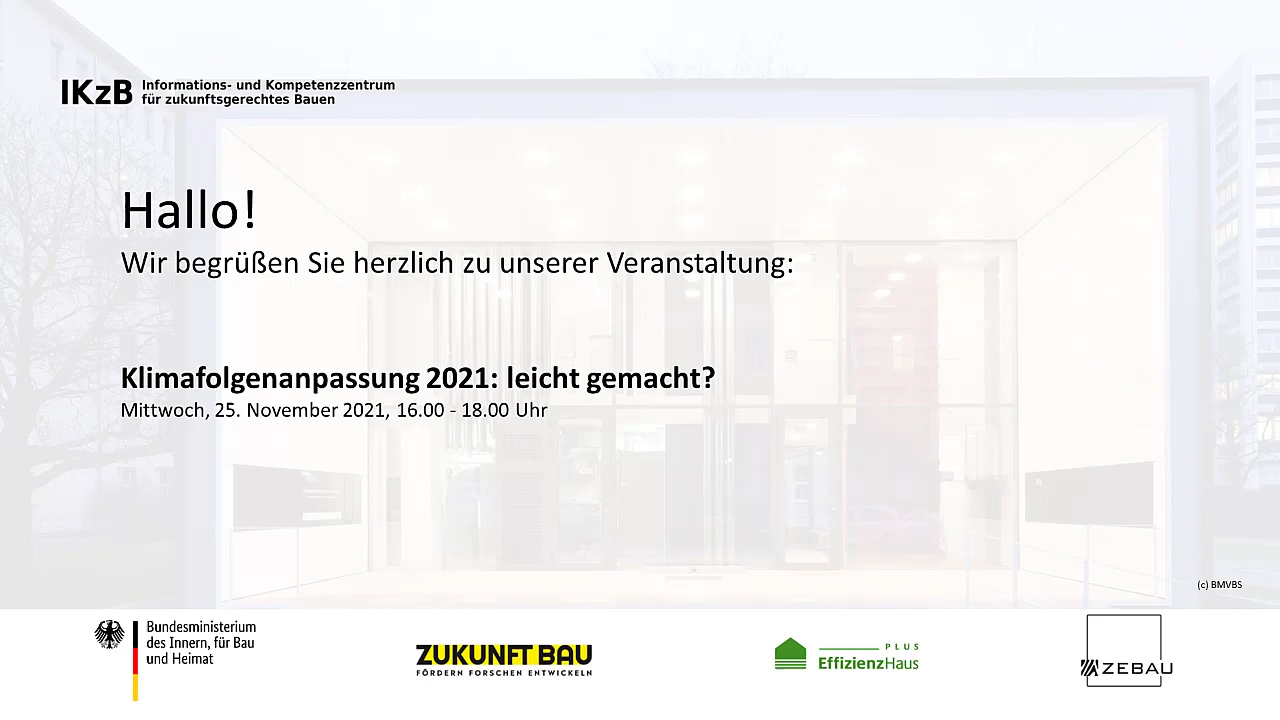 IKzB
Informations- und Kompetenzzentrum
für zukunftsgerechtes Bauen
Hallo!
Wir begrüßen Sie herzlich zu unserer Veranstaltung:
Klimafolgenanpassung 2021: leicht gemacht?
Mittwoch, 25. November 2021, 16.00 - 18.00 Uhr
(c) BMVBS
Bundesministerium
des Innern, für Bau
und Heimat
ZUKUNFT BAU
FÖRDERN FORSCHEN ENTWICKELN
PLUS
EffizienzHaus
ZEBAU